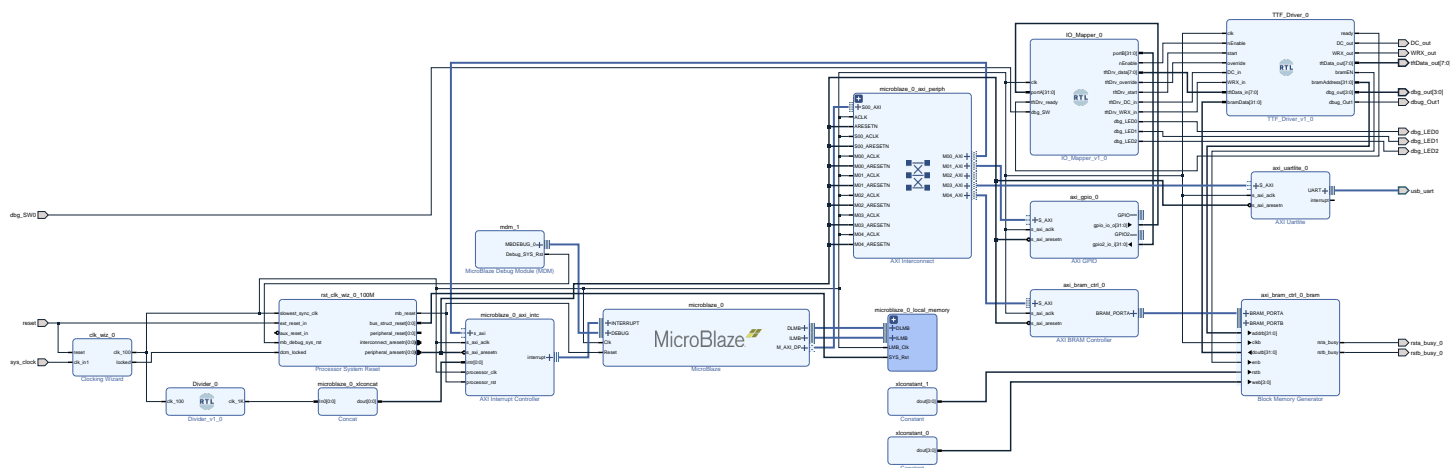 TTF_Driver_0
clk
nEnable
start
override
DC_in
WRX_in
tftData_in[7:0]
bramData[31:0]
ready
DC_out
WRX_out
tftData_out[7:0]
bramEN
bramAddress[31:0]
dbg_out[3:0]
dbug_Out1
RTL
TTF_Driver_v1_0
DC_out
WRX_out
tftData_out[7:0]
dbg_out[3:0]
dbug_Out1
dbg_LED0
dbg_LED1
dbg_LED2
IO_Mapper_0
clk
portA[31:0]
tftDrv_ready
dbg_SW
portB[31:0]
nEnable
tftDrv_data[7:0]
tftDrv_override
tftDrv_start
tftDrv_DC_in
tftDrv_WRX_in
dbg_LED0
dbg_LED1
dbg_LED2
RTL
IO_Mapper_v1_0
microblaze_0_axi_periph
S00_AXI
ACLK
ARESETN
S00_ACLK
S00_ARESETN
M00_ACLK
M00_ARESETN
M01_ACLK
M01_ARESETN
M02_ACLK
M02_ARESETN
M03_ACLK
M03_ARESETN
M04_ACLK
M04_ARESETN
M00_AXI
M01_AXI
M02_AXI
M03_AXI
M04_AXI
AXI Interconnect
axi_uartlite_0
S_AXI
s_axi_aclk
s_axi_aresetn
UART
interrupt
AXI Uartlite
usb_uart
axi_gpio_0
S_AXI
s_axi_aclk
s_axi_aresetn
GPIO
gpio_io_o[31:0]
GPIO2
gpio2_io_i[31:0]
AXI GPIO
dbg_SW0
mdm_1
MBDEBUG_0
Debug_SYS_Rst
MicroBlaze Debug Module (MDM)
rst_clk_wiz_0_100M
slowest_sync_clk
ext_reset_in
aux_reset_in
mb_debug_sys_rst
dcm_locked
mb_reset
bus_struct_reset[0:0]
peripheral_reset[0:0]
interconnect_aresetn[0:0]
peripheral_aresetn[0:0]
Processor System Reset
reset
sys_clock
clk_wiz_0
reset
clk_in1
clk_100
locked
Clocking Wizard
Divider_0
clk_100
RTL
clk_1K
Divider_v1_0
microblaze_0_xlconcat
In0[0:0]
dout[0:0]
Concat
microblaze_0_axi_intc
s_axi
s_axi_aclk
s_axi_aresetn
intr[0:0]
processor_clk
processor_rst
interrupt
AXI Interrupt Controller
microblaze_0
INTERRUPT
DEBUG
Clk
Reset
MicroBlaze
DLMB
ILMB
M_AXI_DP
MicroBlaze
microblaze_0_local_memory
DLMB
ILMB
LMB_Clk
SYS_Rst
axi_bram_ctrl_0
S_AXI
s_axi_aclk
s_axi_aresetn
BRAM_PORTA
AXI BRAM Controller
axi_bram_ctrl_0_bram
BRAM_PORTA
BRAM_PORTB
addrb[31:0]
clkb
doutb[31:0]
enb
rstb
web[3:0]
rsta_busy
rstb_busy
Block Memory Generator
rsta_busy_0
rstb_busy_0
xlconstant_1
dout[0:0]
Constant
xlconstant_0
dout[3:0]